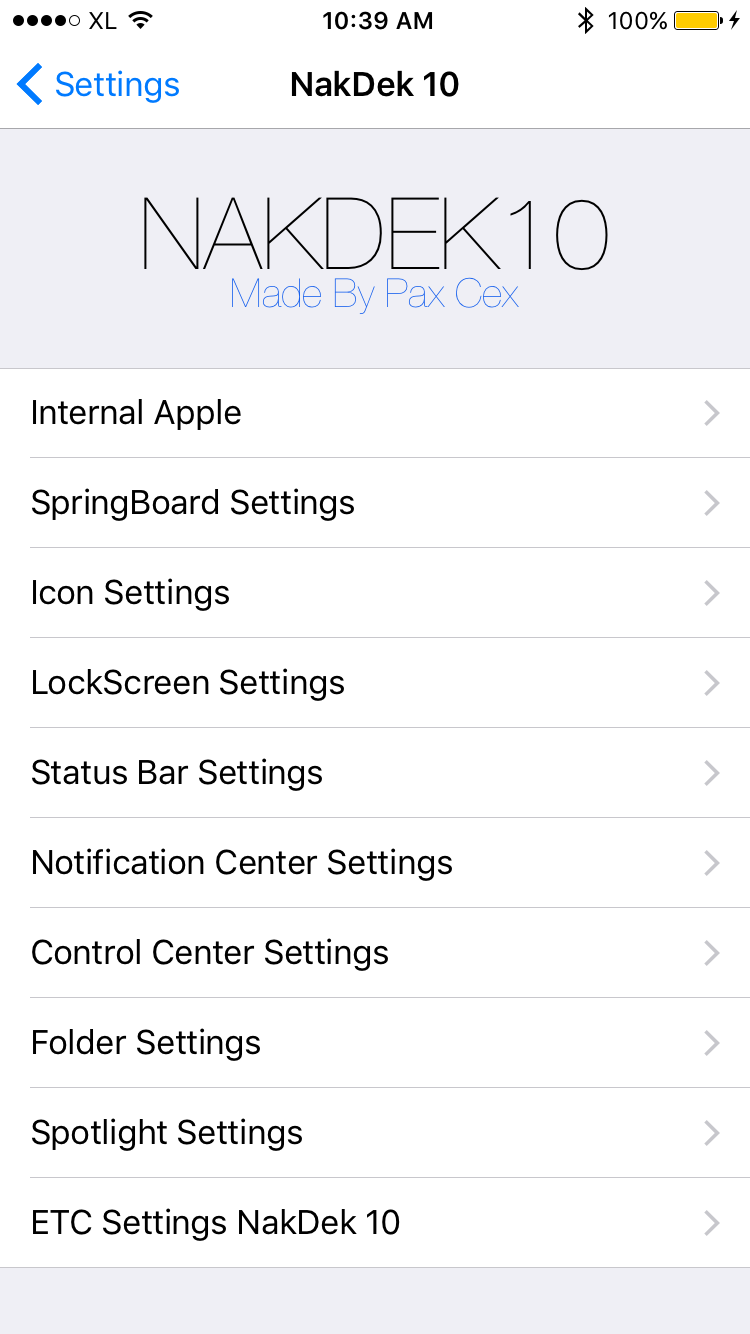 XL 10:39 AM 100%
Settings NakDek 10
NAKDEK10
Made By Pax Cex
Internal Apple
SpringBoard Settings
Icon Settings
LockScreen Settings
Status Bar Settings
Notification Center Settings
Control Center Settings
Folder Settings
Spotlight Settings
ETC Settings NakDek 10